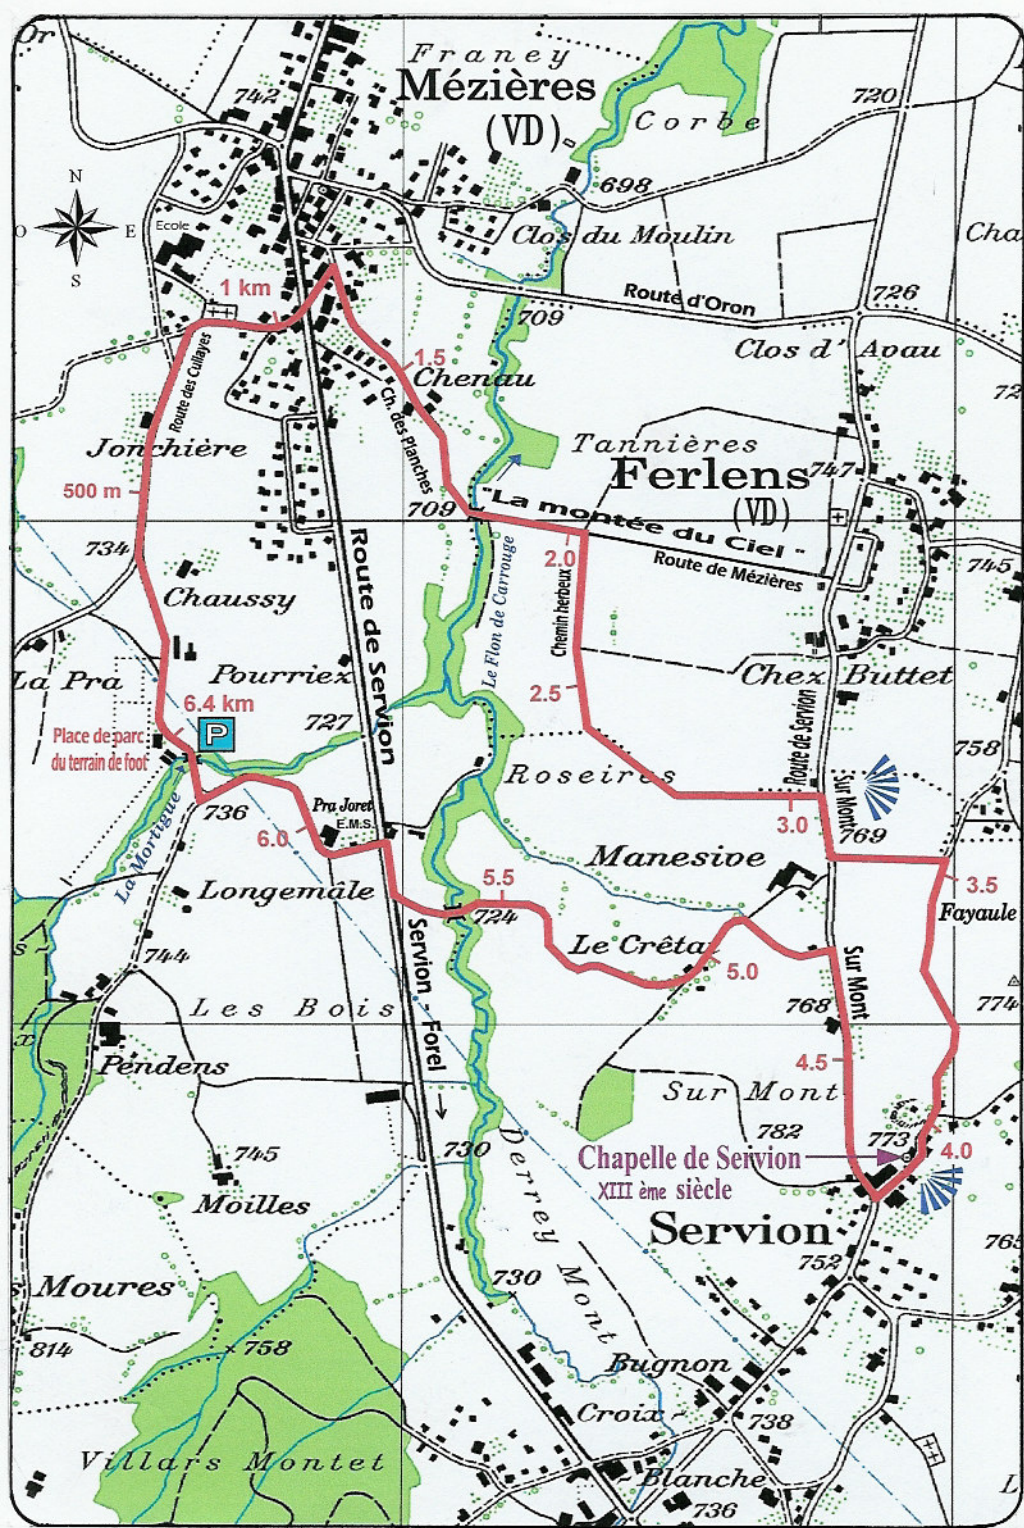 Or
Franey
Mézières
(VD)
742
720
Corbe
698
N
O
E
S
Ecole
Clos du Moulin
Cha
1 km
Route d'Oron
726
709
Clos d'Avau
Route des Cullayes
1.5
Chenau
72
Jonchière
Ch. des Planches
Tannières
Ferlens
(VD)
747
500 m
709
"La montée du Ciel"
734
2.0
Route de Mézières
745
Chaussy
Route de Servion
Le Flon de Carrouge
Chemin herbeux
La Pra
Pourriex
2.5
Chez Buttet
6.4 km
P
727
Place de parc
du terrain de foot
Route de Servion
758
Roseires
Sur Mont
736
Pra Joret
E.M.S.
6.0
3.0
769
La Mortigue
Manesive
Longemâle
5.5
3.5
724
Fayaule
s
744
Le Crêta
5.0
Servion - Forel
Sur Mont
768
774
Les Bois
x
Pendens
4.5
Sur Mont
782
773
4.0
745
730
Chapelle de Servion
XIII ème siècle
Moilles
Derrey Mont
Servion
752
765
s Moures
730
814
758
Bugnon
Croix
738
Villars Montet
Blanche
736
L